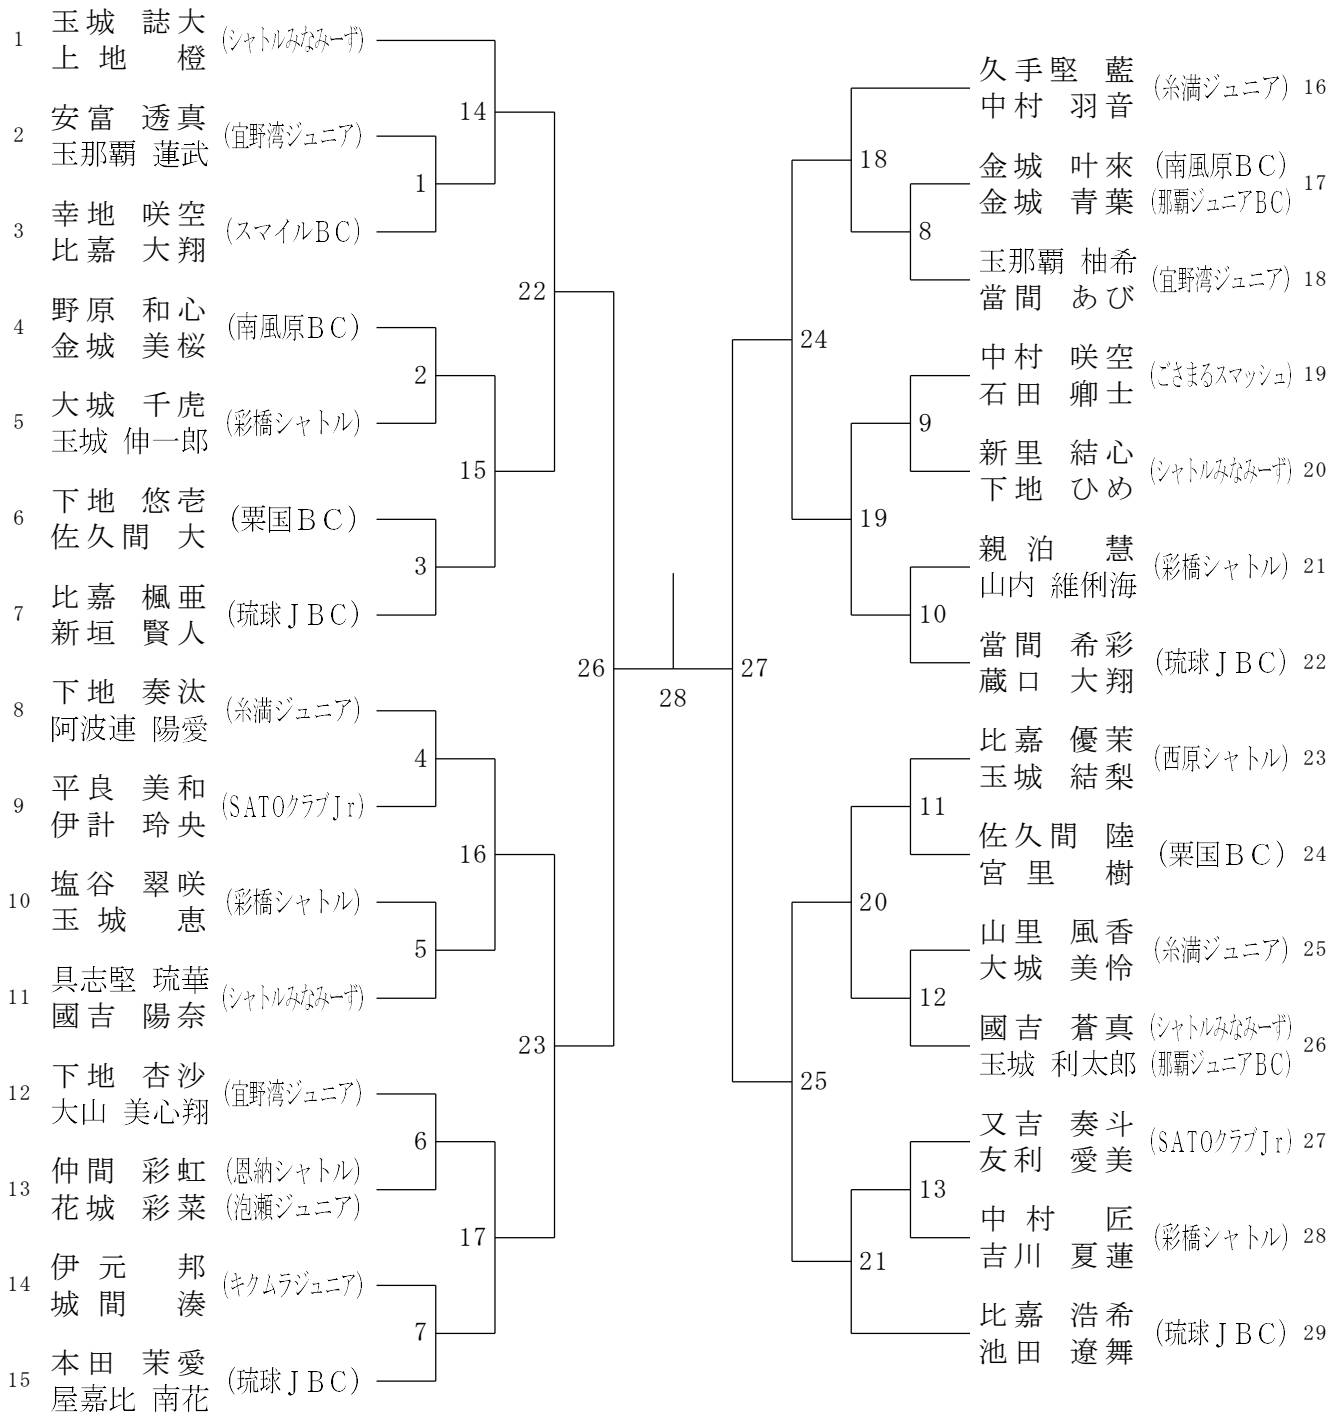 1 玉城 誌大 (シャトルみなみーず)
上地 橙
2 安富 透真 (宜野湾ジュニア)
玉那覇 蓮武
3 幸地 咲空 (スマイルBC)
比嘉 大翔
4 野原 和心 (南風原BC)
金城 美桜
5 大城 千虎 (彩橋シャトル)
玉城 伸一郎
6 下地 悠壱 (粟国BC)
佐久間 大
7 比嘉 楓亜 (琉球JBC)
新垣 賢人
8 下地 奏汰 (糸満ジュニア)
阿波連 陽愛
9 平良 美和 (SATOクラブJr)
伊計 玲央
10 塩谷 翠咲 (彩橋シャトル)
玉城 恵
11 具志堅 琉華 (シャトルみなみーず)
國吉 陽奈
12 下地 杏沙 (宜野湾ジュニア)
大山 美心翔
13 仲間 彩虹 (恩納シャトル)
花城 彩菜 (泡瀬ジュニア)
14 伊元 邦 (キクムラジュニア)
城間 湊
15 本田 茉愛 (琉球JBC)
屋嘉比 南花
14
1
22
2
15
3
26
4
16
5
23
6
17
7
28
27
18
8
24
9
19
10
11
20
12
25
13
21
久手堅 藍 (糸満ジュニア) 16
中村 羽音
金城 叶來 (南風原BC) 17
金城 青葉 (那覇ジュニアBC)
玉那覇 柚希 (宜野湾ジュニア) 18
當間 あび
中村 咲空 (ごさまるスマッシュ) 19
石田 卿士
新里 結心 (シャトルみなみーず) 20
下地 ひめ
親泊 慧 (彩橋シャトル) 21
山内 維俐海
當間 希彩 (琉球JBC) 22
蔵口 大翔
比嘉 優茉 (西原シャトル) 23
玉城 結梨
佐久間 陸 (粟国BC) 24
宮里 樹
山里 風香 (糸満ジュニア) 25
大城 美怜
國吉 蒼真 (シャトルみなみーず) 26
玉城 利太郎 (那覇ジュニアBC)
又吉 奏斗 (SATOクラブJr) 27
友利 愛美
中村 匠 (彩橋シャトル) 28
吉川 夏蓮
比嘉 浩希 (琉球JBC) 29
池田 遼舞